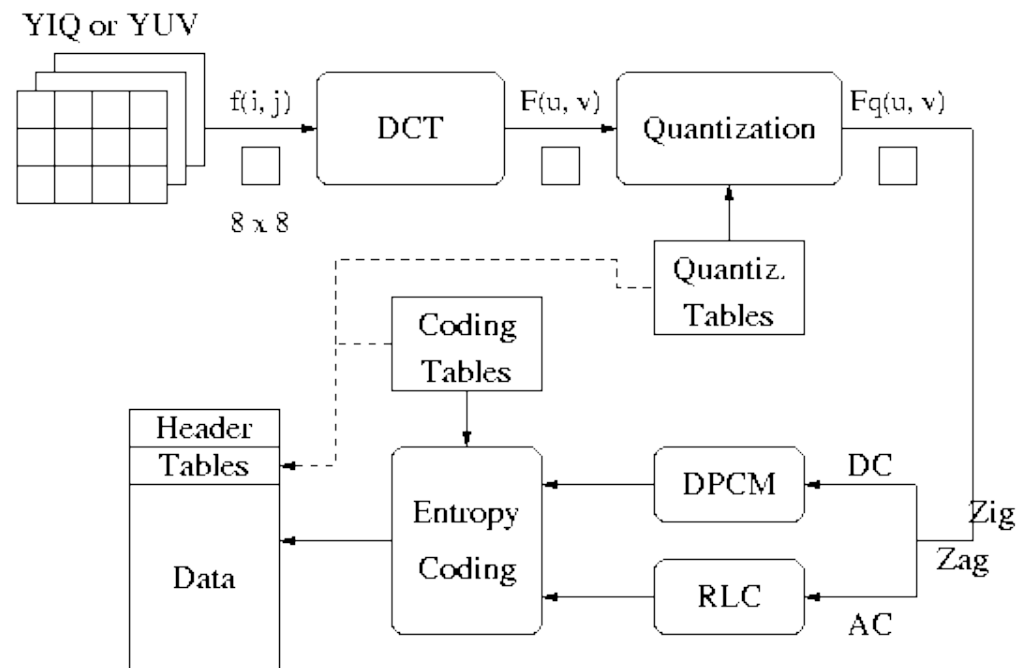 YIQ or YUV
f(i, j)
F(u, v)
Fq(u, v)
DCT
Quantization
8 x 8
Quantiz.
Tables
Coding
Tables
Header
Tables
Data
Entropy
Coding
DPCM
DC
Zig
Zag
RLC
AC